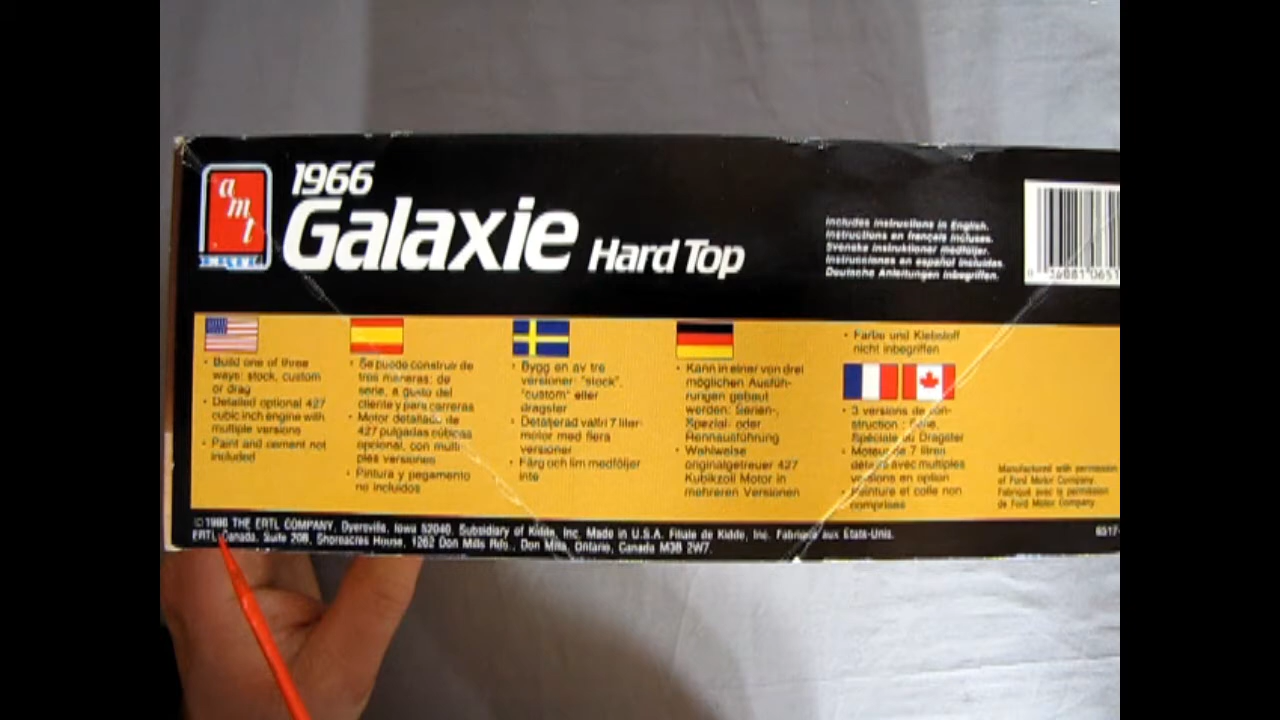 amt
ERTL
1966
Galaxie Hard Top
Includes instructions in English.
Instructions en français incluses.
Svenska instruktioner medföljer.
Instrucciones en español incluidas.
Deutsche Anleitungen inbegriffen.
• Build one of three
ways: stock, custom
or drag
• Detailed optional 427
cubic inch engine with
multiple versions
• Paint and cement not
included
• Se puede construir de
tres maneras: de
serie, a gusto del
cliente y para carreras
• Motor detallado de
427 pulgadas cúbicas
opcional, con multi-
ples versiones
• Pintura y pegamento
no incluidos
• Bygg en av tre
versioner: "stock",
"custom" eller
dragster
• Detaljerad valfri 7 liter-
motor med flera
versioner
• Färg och lim medföljer
inte
• Kann in einer von drei
möglichen Ausfüh-
rungen gebaut
werden: Serien-,
Spezial- oder
Rennausführung
• Wahlweise
originalgetreuer 427
Kubikzoll Motor in
mehreren Versionen
• Farbe und Klebstoff
nicht inbegriffen
• 3 versions de con-
struction : Série,
Spéciale ou Dragster
• Moteur de 7 litres
détaillé avec multiples
versions en option
• Peinture et colle non
comprises
Manufactured with permission
of Ford Motor Company.
Fabriqué avec la permission
de Ford Motor Company.
THE ERTL COMPANY, Dyersville, Iowa 52040. Subsidiary of Kidde, Inc. Made in U.S.A. Filiale de Kidde, Inc. Fabriqué aux Etats-Unis.
6517
ERTL Canada, Suite 208, Shoreacres House, 1262 Don Mills Rds., Don Mills, Ontario, Canada M3B 2W7.